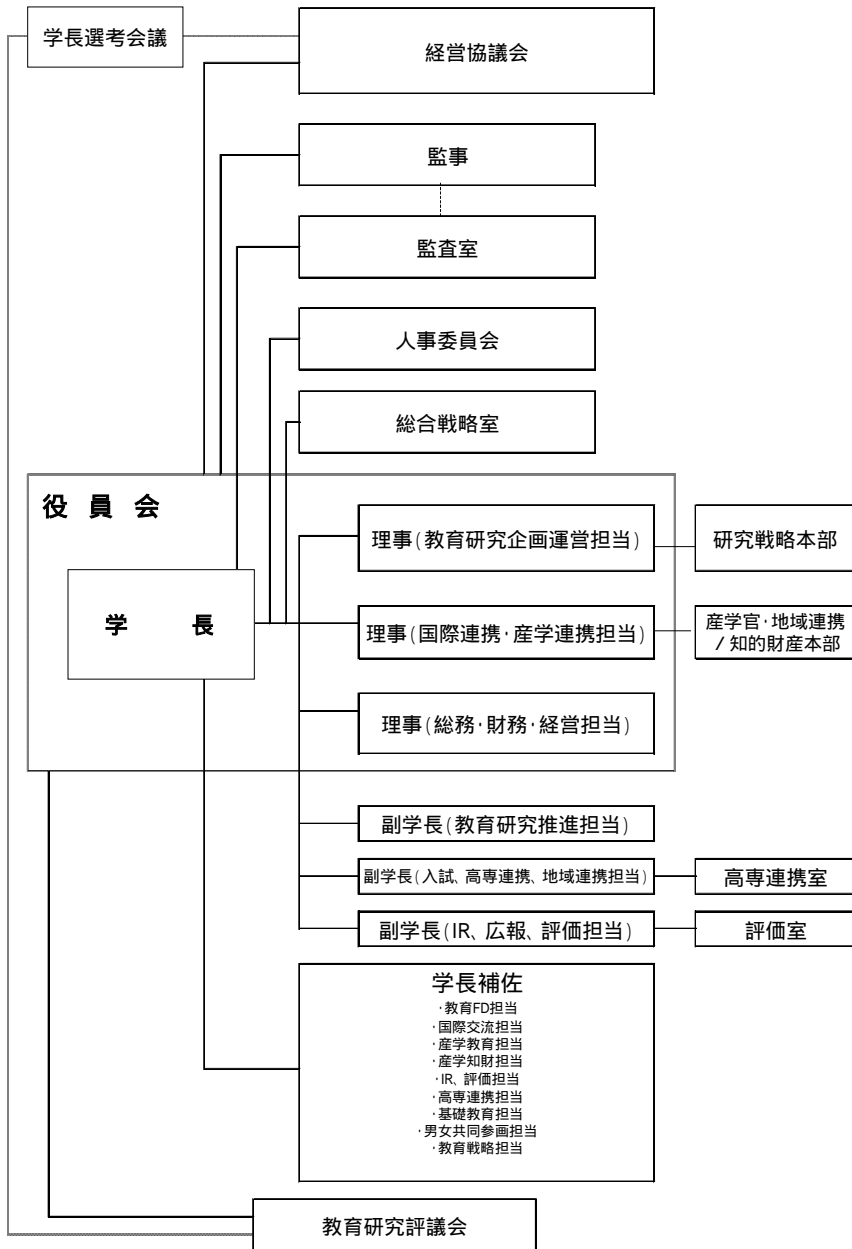 学長選考会議
経営協議会
監事
監査室
人事委員会
総合戦略室
役 員 会
理事(教育研究企画運営担当)
研究戦略本部
学 長
理事(国際連携・産学連携担当)
産学官・地域連携
/知的財産本部
理事(総務・財務・経営担当)
副学長(教育研究推進担当)
副学長(入試、高専連携、地域連携担当)
高専連携室
副学長(IR、広報、評価担当)
評価室
学長補佐
・教育FD担当
・国際交流担当
・産学教育担当
・産学知財担当
・IR、評価担当
・高専連携担当
・基礎教育担当
・男女共同参画担当
・教育戦略担当
教育研究評議会